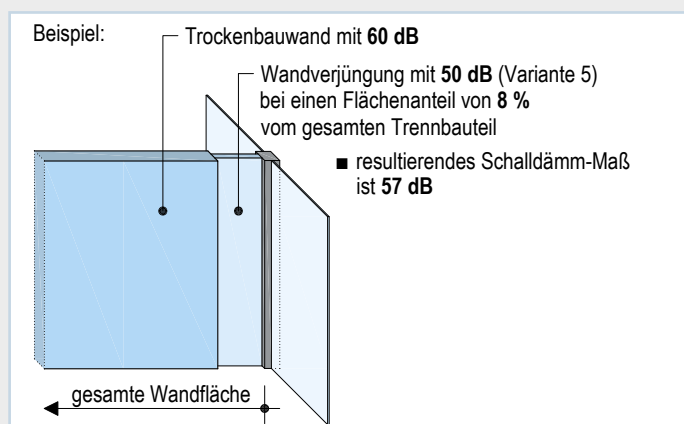 Beispiel:
Trockenbauwand mit 60 dB
Wandverjüngung mit 50 dB (Variante 5)
bei einen Flächenanteil von 8 %
vom gesamten Trennbauteil
■ resultierendes Schalldämm-Maß
ist 57 dB
gesamte Wandfläche